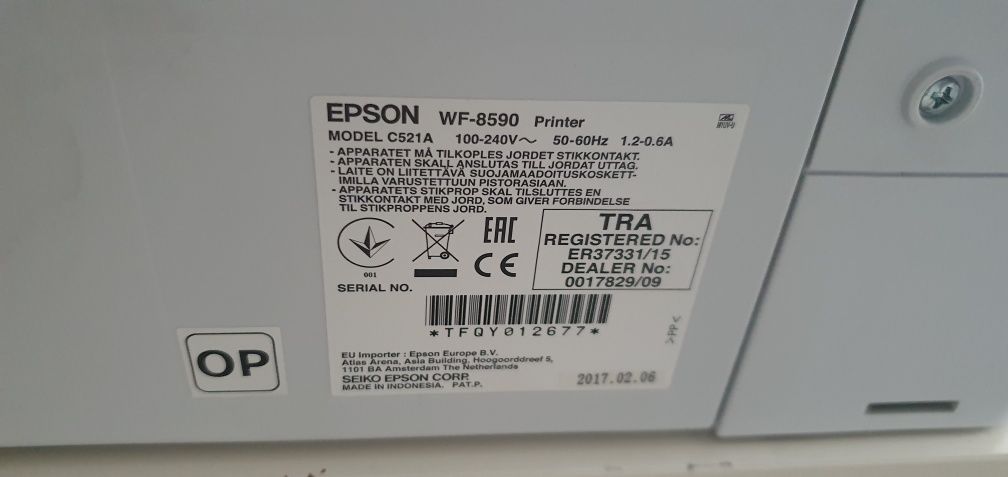 EPSON WF-8590 Printer
MODEL C521A 100-240V~ 50-60Hz 1.2-0.6A
- APPARATET MÅ TILKOPLES JORDET STIKKONTAKT.
- APPARATEN SKALL ANSLUTAS TILL JORDAT UTTAG.
- LAITE ON LIITETTÄVÄ SUOJAMAADOITUSKOSKETT-
IMILLA VARUSTETTUUN PISTORASIAAN.
- APPARATETS STIKPROP SKAL TILSLUTTES EN
STIKKONTAKT MED JORD, SOM GIVER FORBINDELSE
TIL STIKPROPPENS JORD.
001
EAC
CE
TRA
REGISTERED No:
ER37331/15
DEALER No:
0017829/09
SERIAL NO.
*TFQY012677*
>PP<
OP
EU Importer : Epson Europe B.V.
Atlas Arena, Asia Building, Hoogoorddreef 5,
1101 BA Amsterdam The Netherlands
SEIKO EPSON CORP.
MADE IN INDONESIA. PAT.P.
2017.02.06